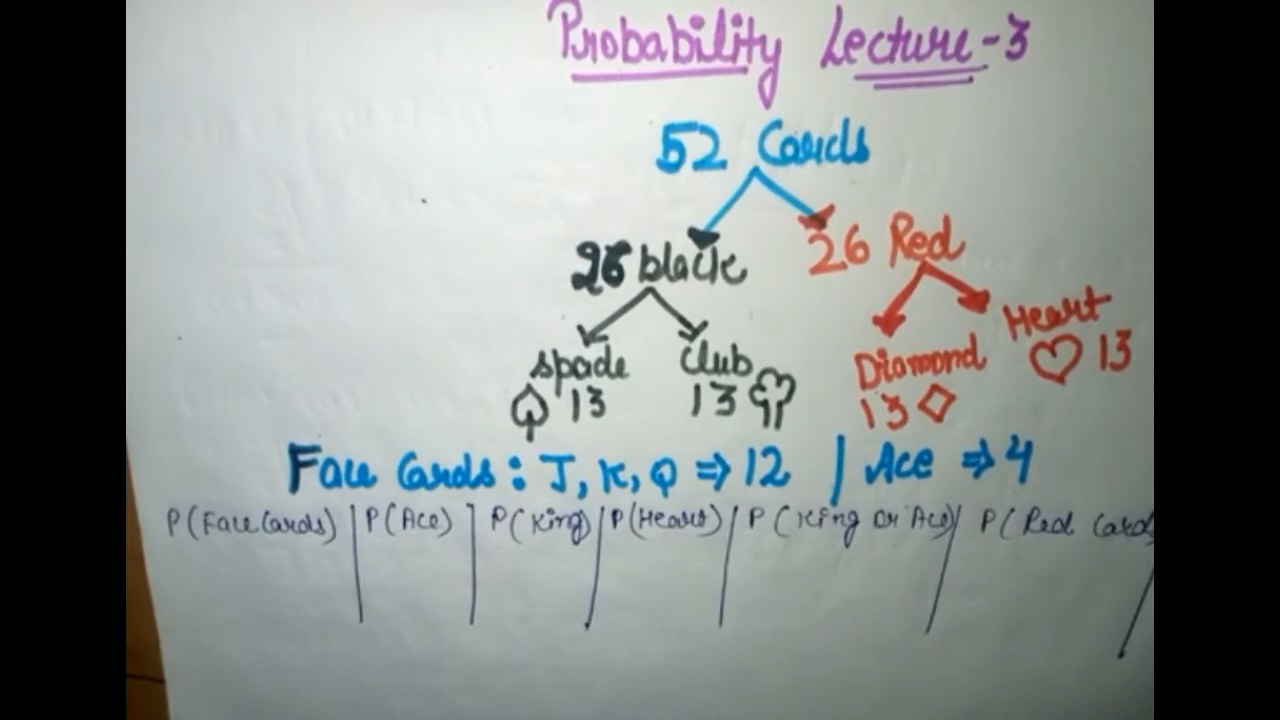 Probability Lecture-3
52 Cards
26 black 26 Red
Spade 13 Club 13 Diamond 13 Heart 13
Face Cards: J, K, Q ⇒ 12 | Ace ⇒ 4
P(Face Cards) | P(Ace) | P(King) | P(Heart) | P(King or Ace) | P(Red Card